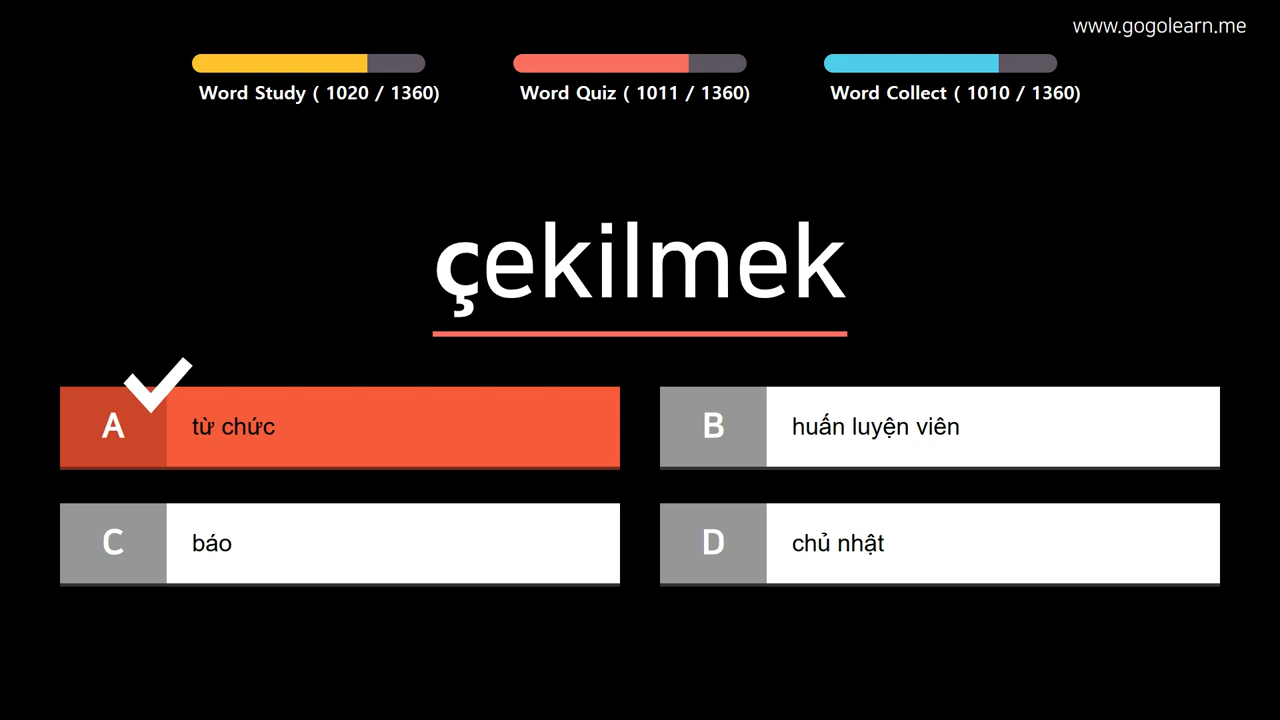 www.gogolearn.me
Word Study ( 1020 / 1360)
Word Quiz ( 1011 / 1360)
Word Collect ( 1010 / 1360)
çekilmek
A
từ chức
B
huấn luyện viên
C
báo
D
chủ nhật